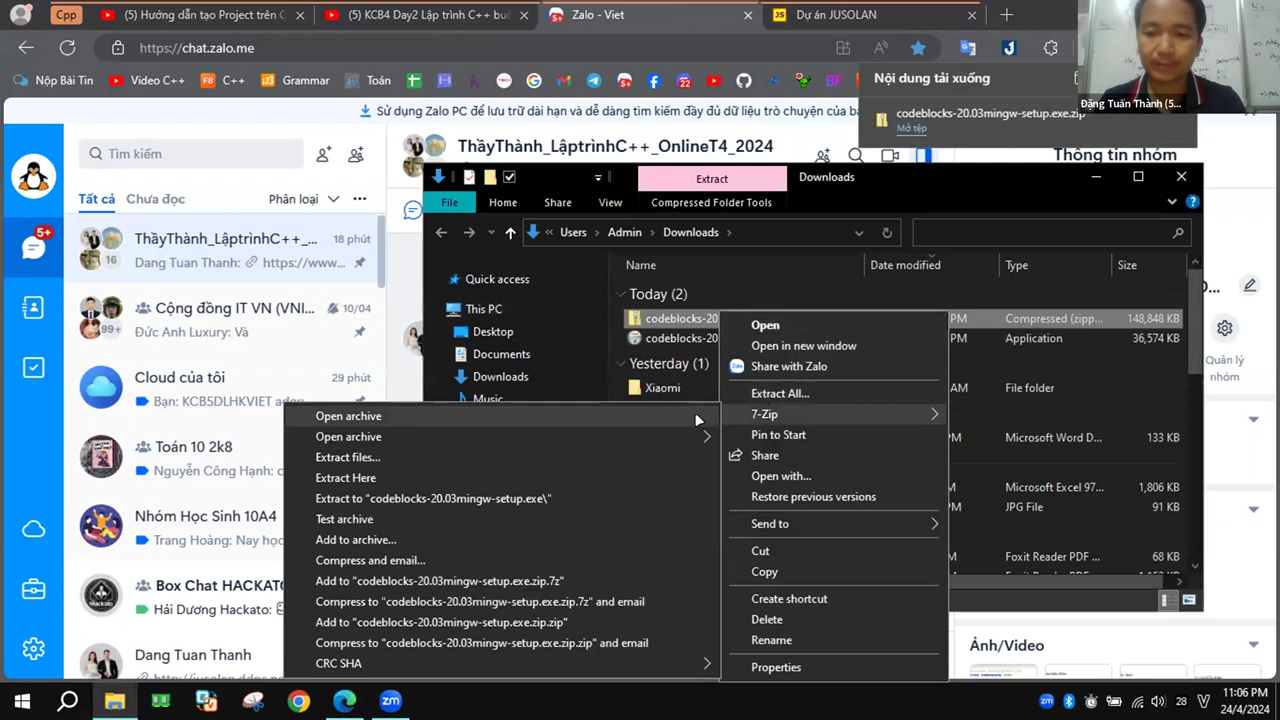 Cpp
(5) Hướng dẫn tạo Project trên C
(5) KCB4 Day2 Lập trình C++ bu
Zalo - Viet
Dự án JUSOLAN
https://chat.zalo.me
Nộp Bài Tin
Video C++
C++
Grammar
Toán
Nội dung tải xuống
codeblocks-20.03mingw-setup.exe.zip
Mở tệp
Đặng Tuấn Thành (5...
Sử dụng Zalo PC để lưu trữ dài hạn và dễ dàng tìm kiếm đầy đủ dữ liệu trò chuyện của bạ
Tìm kiếm
Tất cả
Chưa đọc
Phân loại
5+
ThầyThành_LậptrìnhC++_...
18 phút
16
Dang Tuan Thanh:
https://www...
Cộng đồng IT VN (VNI...
10/04
99+
Đức Anh Luxury: Và
Cloud của tôi
29 phút
Bạn: KCB5DLHKVIET đăn
Toán 10 2k8
Nguyễn Công Hạnh: c
Nhóm Học Sinh 10A4
Trang Hoàng: Nay học
Box Chat HACKATO
Hải Dương Hackato:
Dang Tuan Thanh
ThầyThành_LậptrìnhC++_OnlineT4_2024
Thông tin nhóm
Quản lý
nhóm
Ảnh/Video
Extract
Downloads
File
Home
Share
View
Compressed Folder Tools
Users
Admin
Downloads
Name
Date modified
Type
Size
Quick access
This PC
Desktop
Documents
Downloads
Music
Today (2)
codeblocks-20
PM
Compressed (zipp...
148,848 KB
codeblocks-20
PM
Application
36,574 KB
Yesterday (1)
Xiaomi
AM
File folder
M
Microsoft Word D...
133 KB
M
Microsoft Excel 97...
1,806 KB
M
JPG File
91 KB
M
Foxit Reader PDF ...
68 KB
Open
Open in new window
Share with Zalo
Extract All...
7-Zip
Pin to Start
Share
Open with...
Restore previous versions
Send to
Cut
Copy
Create shortcut
Delete
Rename
Properties
Open archive
Open archive
Extract files...
Extract Here
Extract to "codeblocks-20.03mingw-setup.exe\"
Test archive
Add to archive...
Compress and email...
Add to "codeblocks-20.03mingw-setup.exe.zip.7z"
Compress to "codeblocks-20.03mingw-setup.exe.zip.7z" and email
Add to "codeblocks-20.03mingw-setup.exe.zip.zip"
Compress to "codeblocks-20.03mingw-setup.exe.zip.zip" and email
CRC SHA
28
11:06 PM
24/4/2024